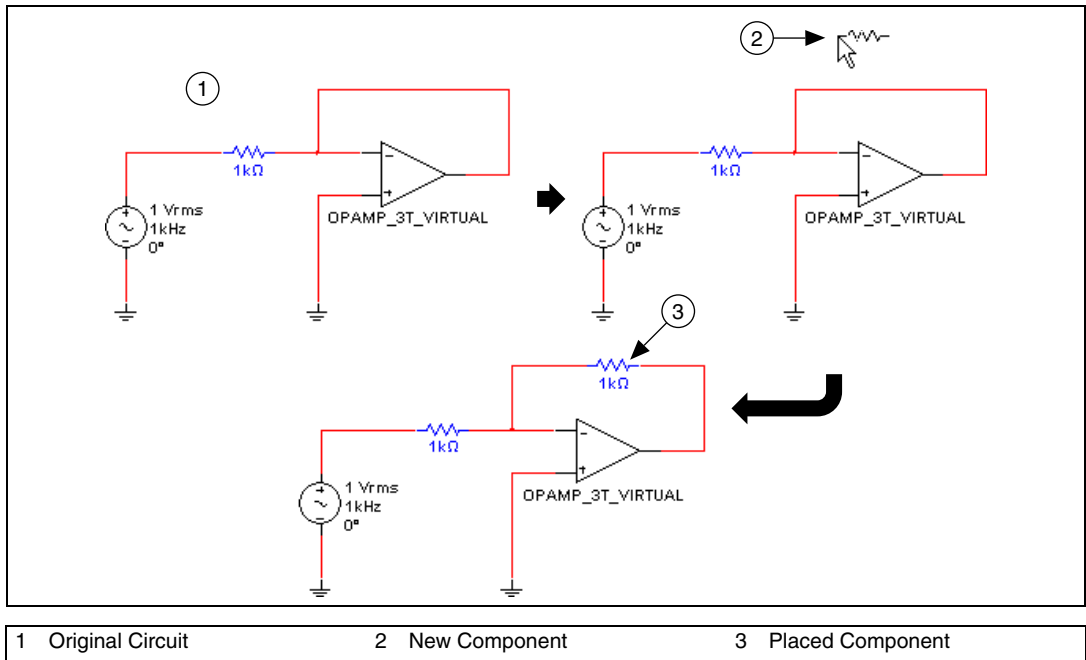 2
1
1kΩ
1 Vrms
1kHz
0°
OPAMP_3T_VIRTUAL
1kΩ
1 Vrms
1kHz
0°
OPAMP_3T_VIRTUAL
3
1kΩ
1kΩ
1 Vrms
1kHz
0°
OPAMP_3T_VIRTUAL
1 Original Circuit 2 New Component 3 Placed Component